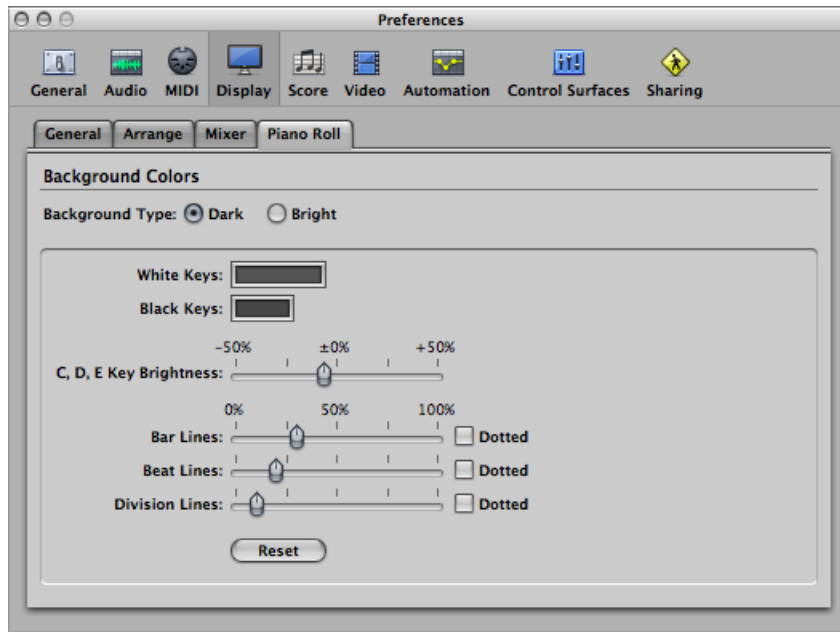 Preferences
General Audio MIDI Display Score Video Automation Control Surfaces Sharing
General Arrange Mixer Piano Roll
Background Colors
Background Type: Dark Bright
White Keys:
Black Keys:
-50% ±0% +50%
C, D, E Key Brightness:
0% 50% 100%
Bar Lines: Dotted
Beat Lines: Dotted
Division Lines: Dotted
Reset